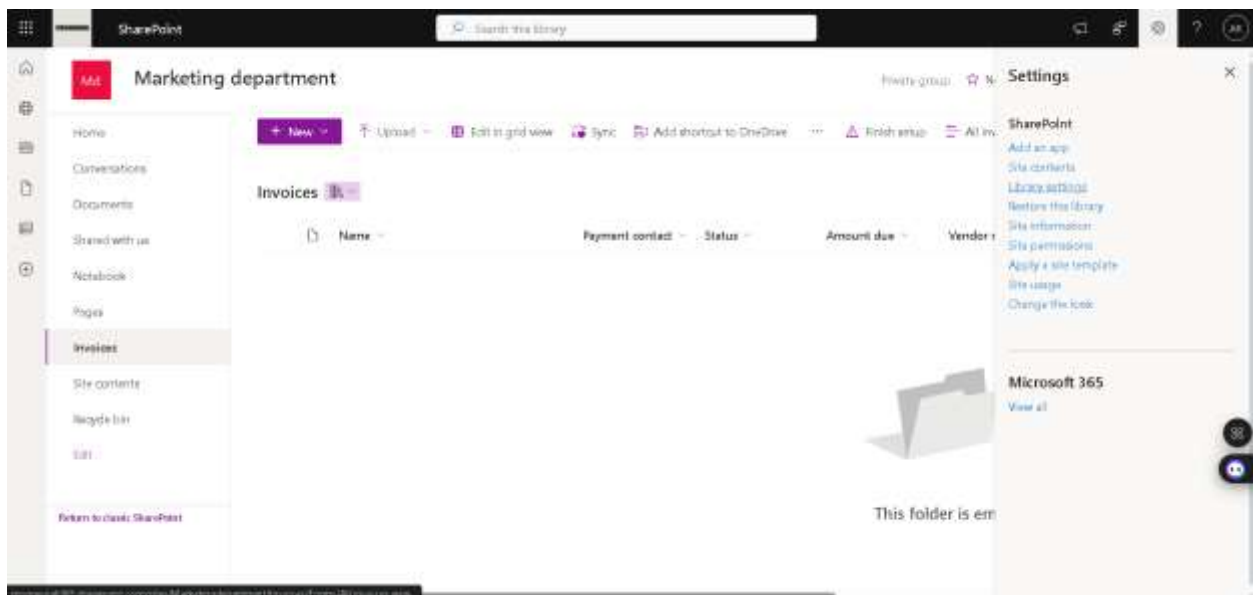 SharePoint
Search this library
?
Md
Marketing department
Private group
Settings
SharePoint
Add an app
Site contents
Library settings
Restore this library
Site information
Site permissions
Apply a site template
Site usage
Change the look
Microsoft 365
View all
Home
Conversations
Documents
Shared with us
Notebook
Pages
Invoices
Site contents
Recycle bin
Edit
Return to classic SharePoint
+ New
Upload
Edit in grid view
Sync
Add shortcut to OneDrive
...
Finish setup
Invoices
Name
Payment contact
Status
Amount due
Vendor
This folder is em